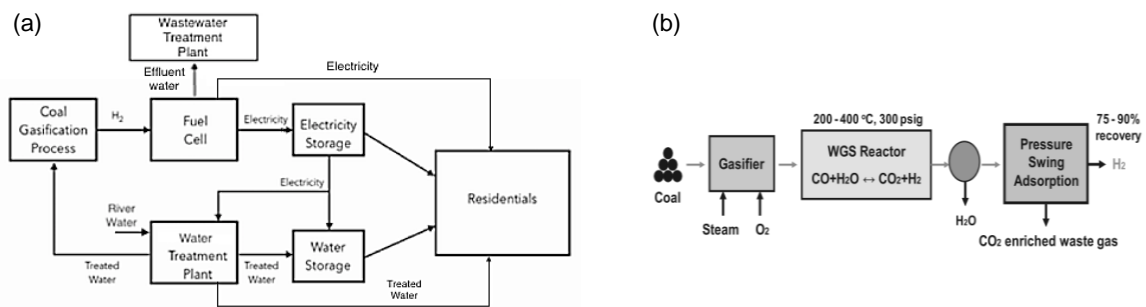 (a)
Wastewater
Treatment
Plant
Effluent
water
Electricity
Coal
Gasification
Process
H2
Fuel
Cell
Electricity
Electricity
Storage
Electricity
Residentials
River
Water
Water
Treatment
Plant
Treated
Water
Treated
Water
Water
Storage
Treated
Water
(b)
200 - 400 °C, 300 psig
75 - 90%
recovery
Coal
Gasifier
WGS Reactor
CO+H₂O ↔ CO₂+H₂
Pressure
Swing
Adsorption
H₂
Steam
O₂
H₂O
CO₂ enriched waste gas